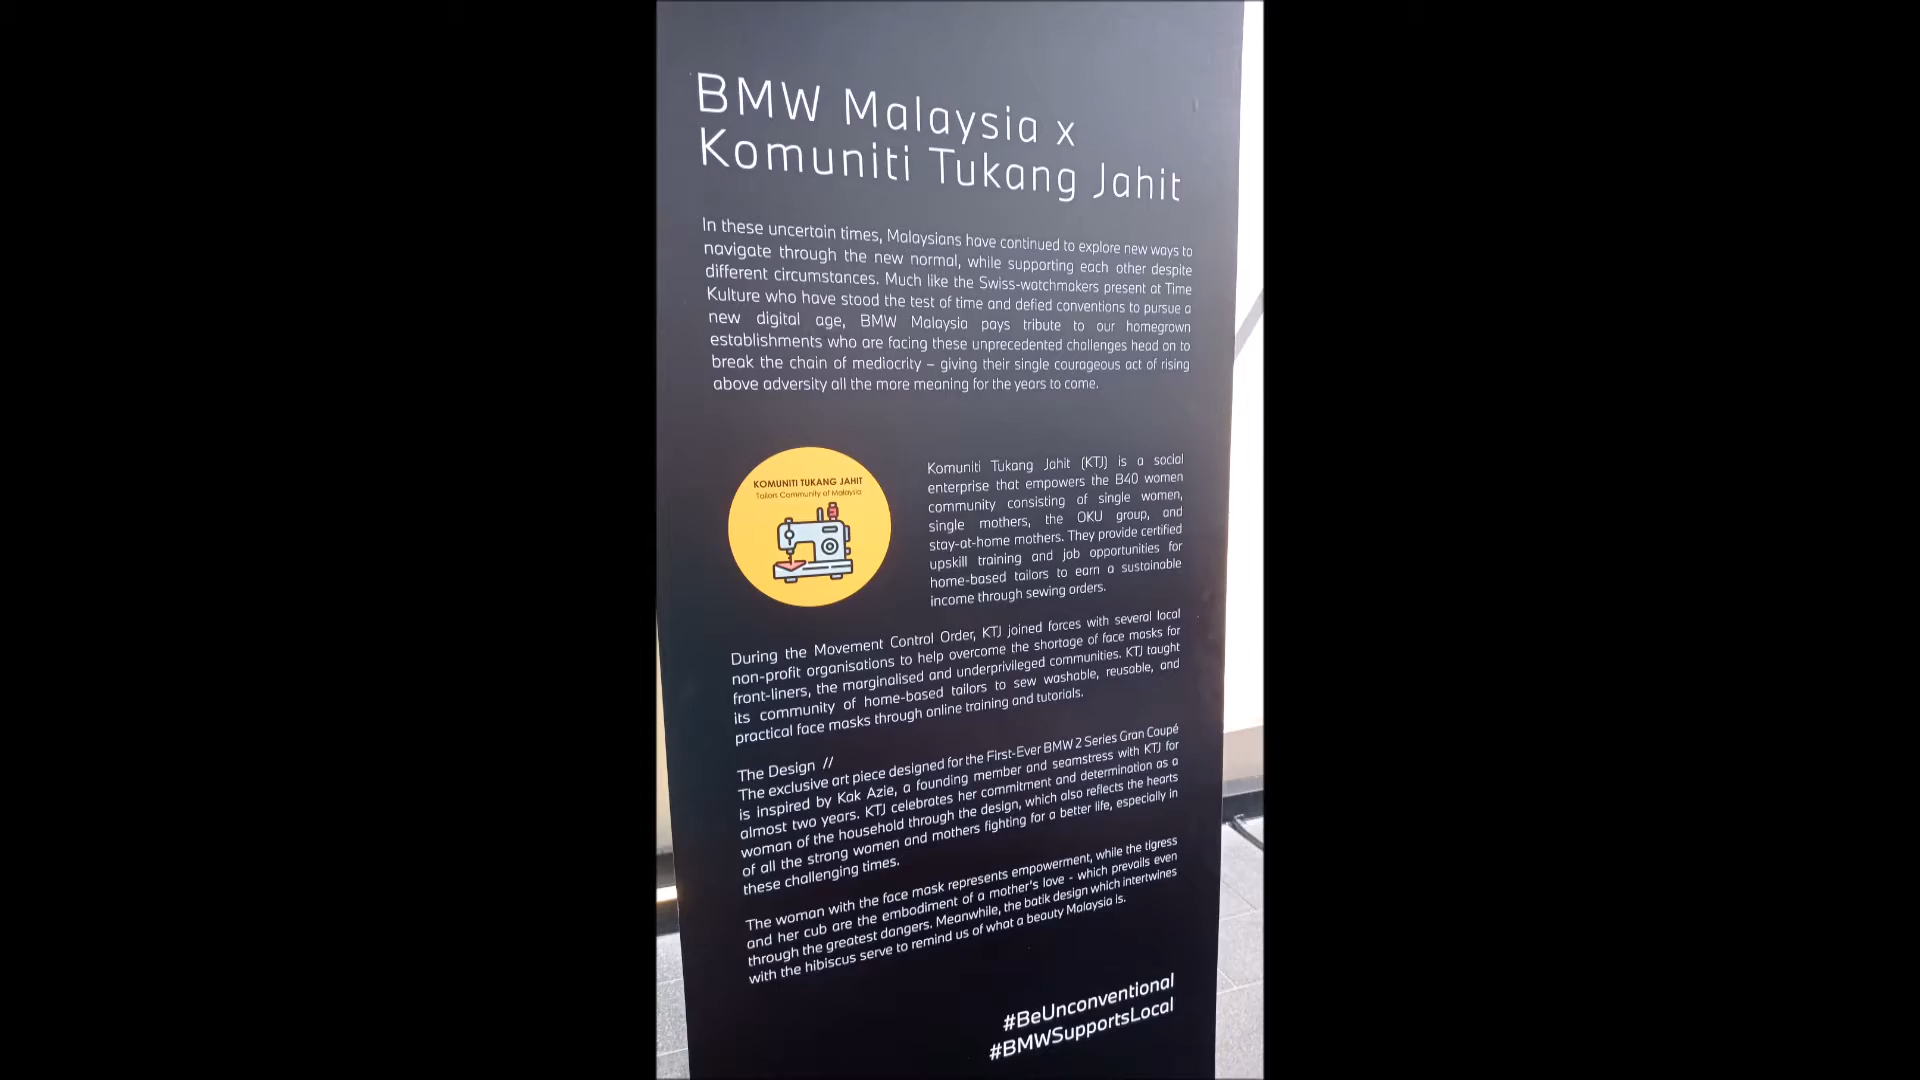 BMW Malaysia x
Komuniti Tukang Jahit
In these uncertain times, Malaysians have continued to explore new ways to
navigate through the new normal, while supporting each other despite
different circumstances. Much like the Swiss-watchmakers present at Time
Kulture who have stood the test of time and defied conventions to pursue a
new digital age, BMW Malaysia pays tribute to our homegrown
establishments who are facing these unprecedented challenges head on to
break the chain of mediocrity – giving their single courageous act of rising
above adversity all the more meaning for the years to come.
KOMUNITI TUKANG JAHIT
Tailors Community of Malaysia
Komuniti Tukang Jahit (KTJ) is a social
enterprise that empowers the B40 women
community consisting of single women,
single mothers, the OKU group, and
stay-at-home mothers. They provide certified
upskill training and job opportunities for
home-based tailors to earn a sustainable
income through sewing orders.
During the Movement Control Order, KTJ joined forces with several local
non-profit organisations to help overcome the shortage of face masks for
front-liners, the marginalised and underprivileged communities. KTJ taught
its community of home-based tailors to sew washable, reusable, and
practical face masks through online training and tutorials.
The Design //
The exclusive art piece designed for the First-Ever BMW 2 Series Gran Coupé
is inspired by Kak Azie, a founding member and seamstress with KTJ for
almost two years. KTJ celebrates her commitment and determination as a
woman of the household through the design, which also reflects the hearts
of all the strong women and mothers fighting for a better life, especially in
these challenging times.
The woman with the face mask represents empowerment, while the tigress
and her cub are the embodiment of a mother's love - which prevails even
through the greatest dangers. Meanwhile, the batik design which intertwines
with the hibiscus serve to remind us of what a beauty Malaysia is.
#BeUnconventional
#BMWSupportsLocal